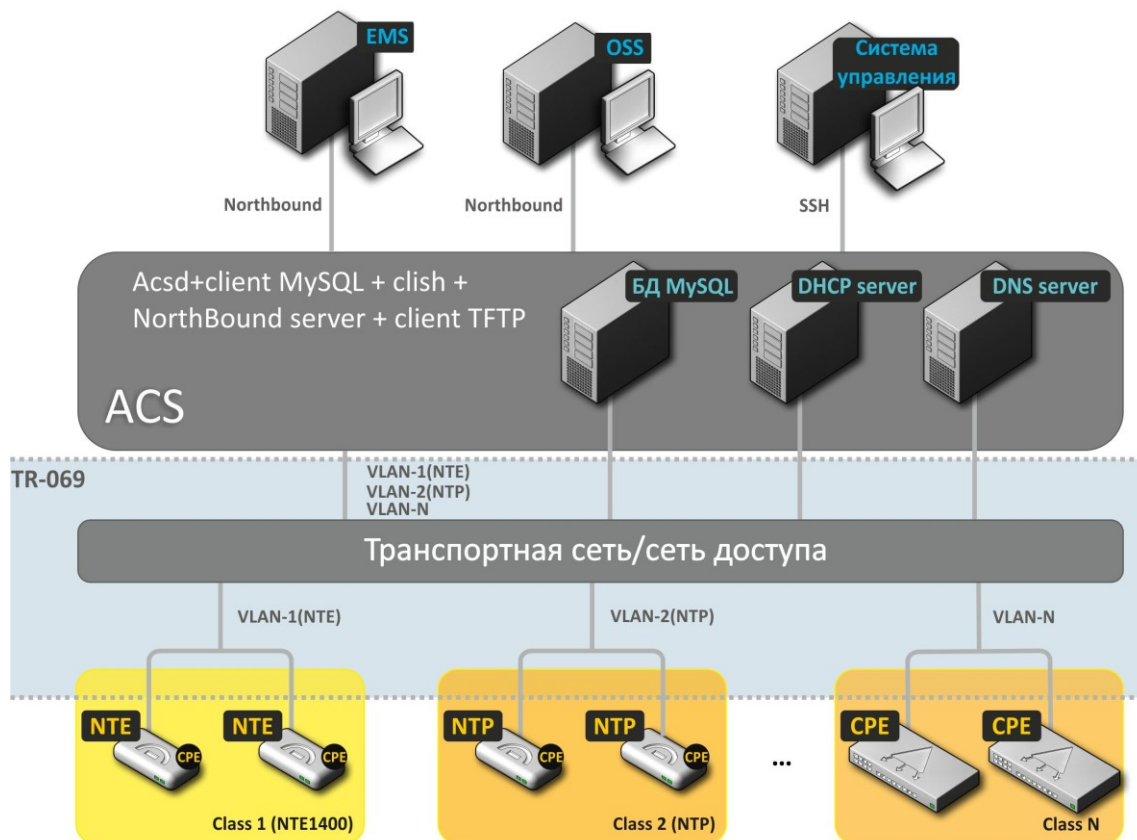 EMS
OSS
Система
управления
Northbound
Northbound
SSH
Acsd+client MySQL + clish +
NorthBound server + client TFTP
БД MySQL
DHCP server
DNS server
ACS
TR-069
VLAN-1(NTE)
VLAN-2(NTP)
VLAN-N
Транспортная сеть/сеть доступа
VLAN-1(NTE)
VLAN-2(NTP)
VLAN-N
NTE
NTE
NTP
NTP
CPE
CPE
CPE
CPE
CPE
CPE
...
Class 1 (NTE1400)
Class 2 (NTP)
Class N